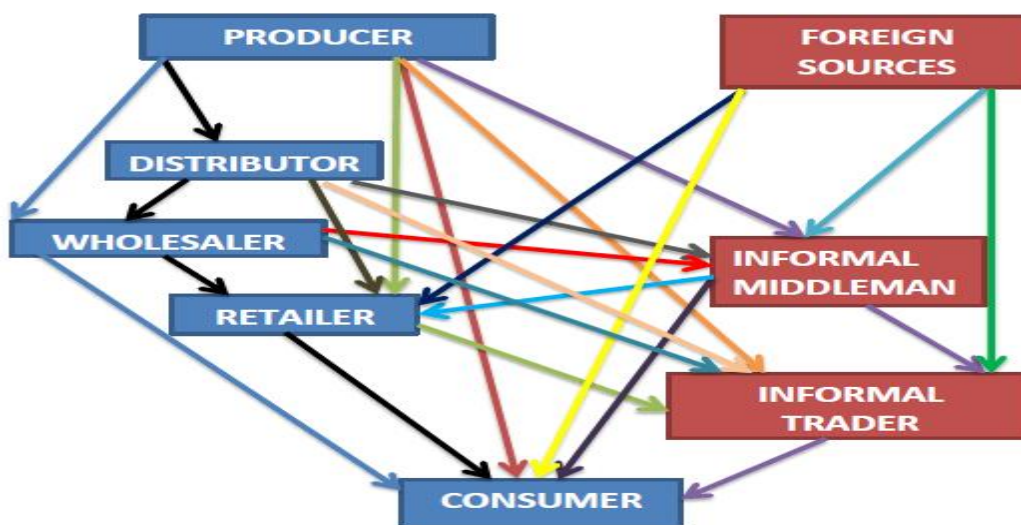 PRODUCER
FOREIGN
SOURCES
DISTRIBUTOR
WHOLESALER
INFORMAL
MIDDLEMAN
RETAILER
INFORMAL
TRADER
CONSUMER